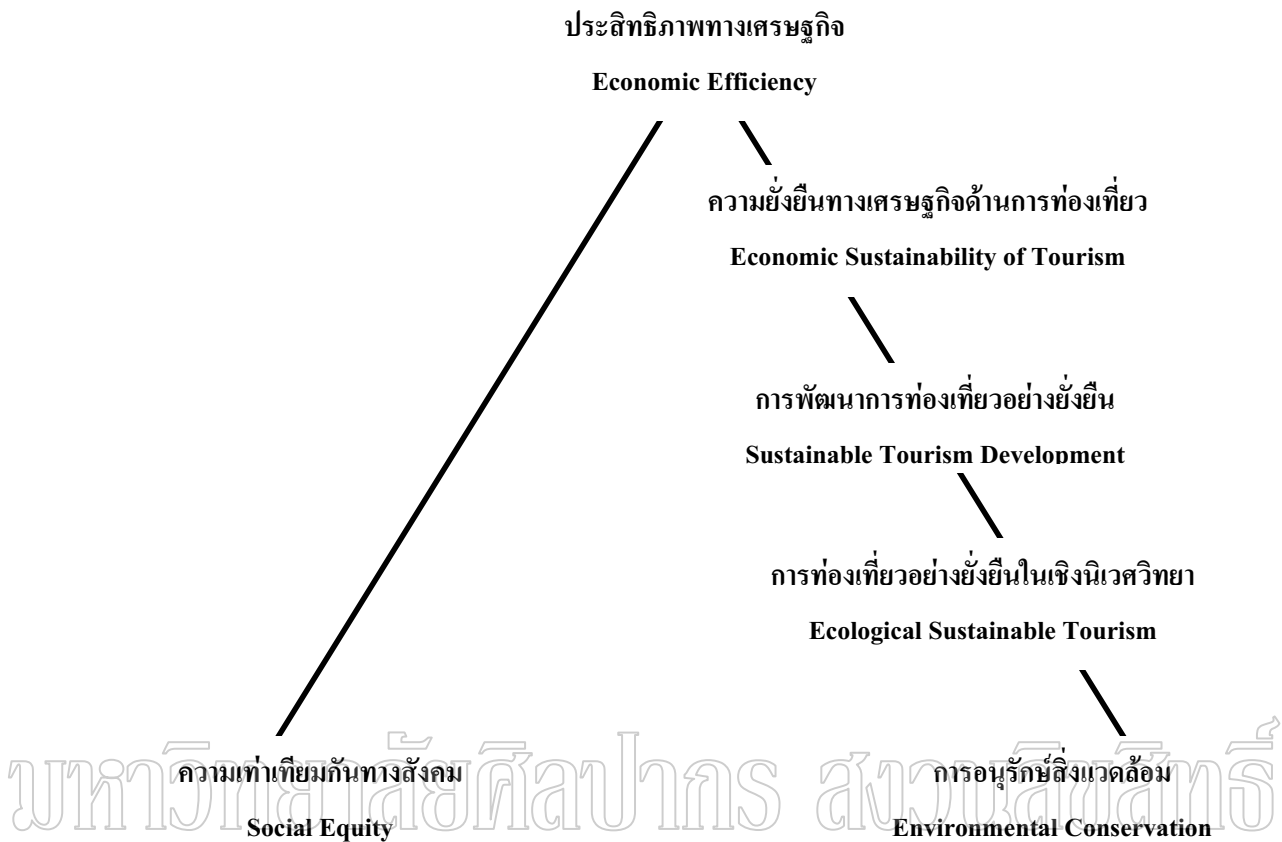 ประสิทธิภาพทางเศรษฐกิจ
Economic Efficiency
ความยั่งยืนทางเศรษฐกิจด้านการท่องเที่ยว
Economic Sustainability of Tourism
การพัฒนาการท่องเที่ยวอย่างยั่งยืน
Sustainable Tourism Development
การท่องเที่ยวอย่างยั่งยืนในเชิงนิเวศวิทยา
Ecological Sustainable Tourism
มหาวิทยาลัยศิลปากร สงวนลิขสิทธิ์
ความเท่าเทียมกันทางสังคม
การอนุรักษ์สิ่งแวดล้อม
Social Equity
Environmental Conservation